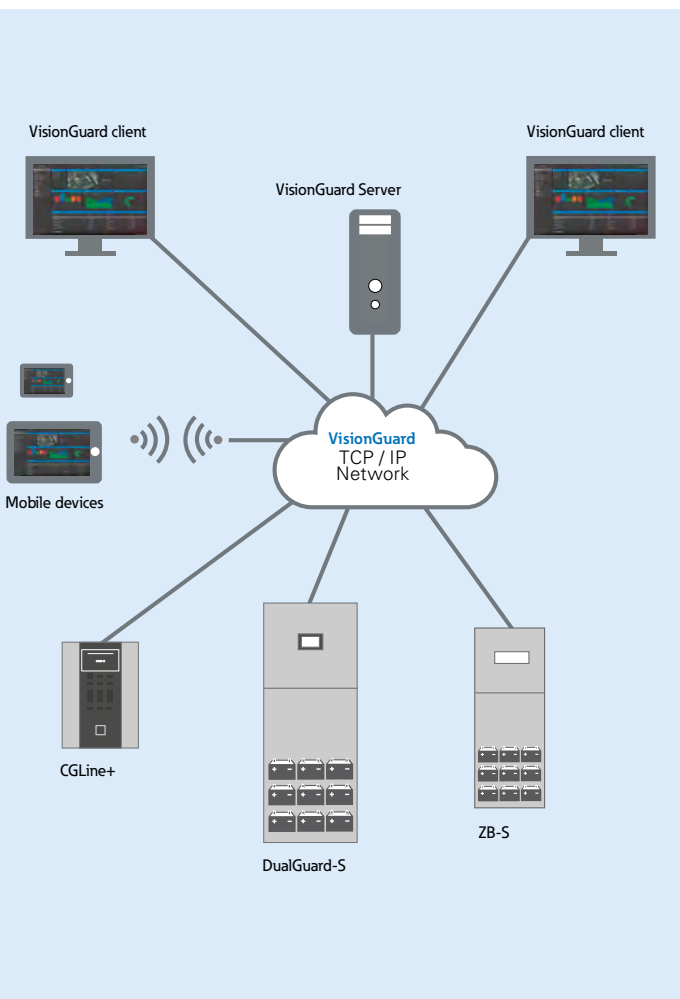 VisionGuard client
VisionGuard client
VisionGuard Server
VisionGuard
TCP / IP
Network
Mobile devices
CGLine+
DualGuard-S
ZB-S